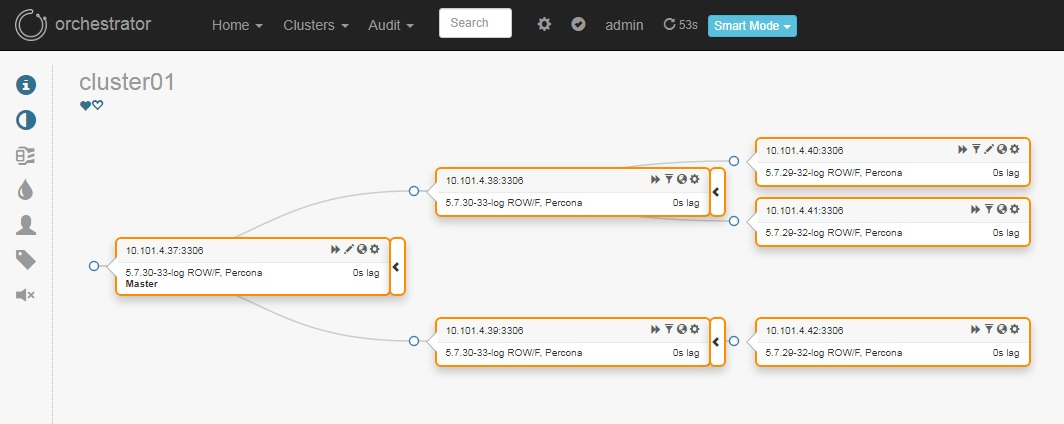 orchestrator Home Clusters Audit Search admin 53s Smart Mode
cluster01
10.101.4.40:3306
5.7.29-32-log ROW/F, Percona 0s lag
10.101.4.38:3306
5.7.30-33-log ROW/F, Percona 0s lag
10.101.4.41:3306
5.7.29-32-log ROW/F, Percona 0s lag
10.101.4.37:3306
5.7.30-33-log ROW/F, Percona 0s lag
Master
10.101.4.39:3306
5.7.30-33-log ROW/F, Percona 0s lag
10.101.4.42:3306
5.7.29-32-log ROW/F, Percona 0s lag